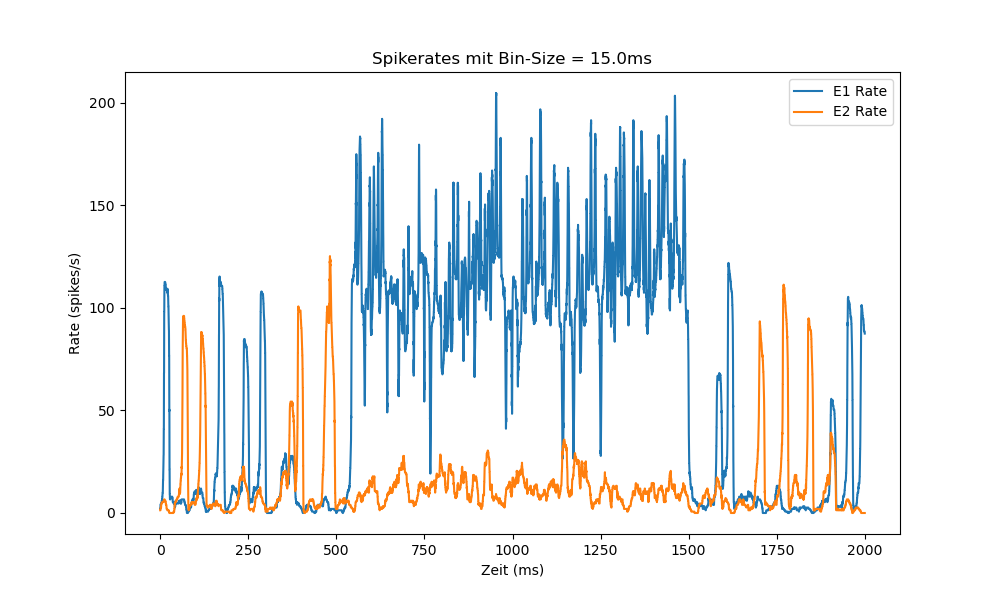 Spikerates mit Bin-Size = 15.0ms
E1 Rate
E2 Rate
200
150
100
50
0
Rate (spikes/s)
0 250 500 750 1000 1250 1500 1750 2000
Zeit (ms)